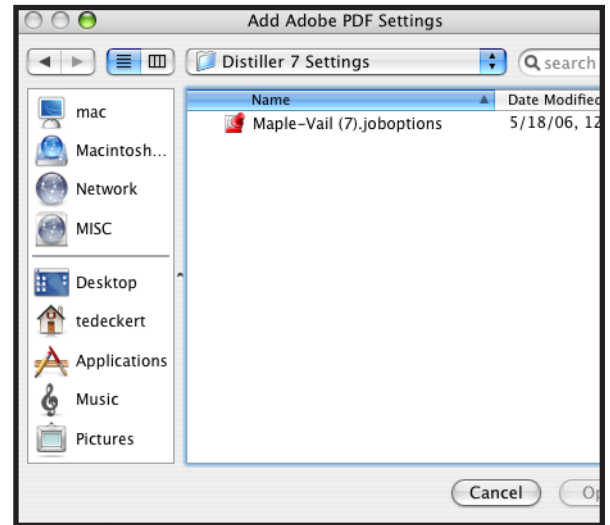 Add Adobe PDF Settings
Distiller 7 Settings
search
Name
Date Modified
Maple-Vail (7).joboptions
5/18/06, 12
mac
Macintosh...
Network
MISC
Desktop
tedeckert
Applications
Music
Pictures
Cancel
Op